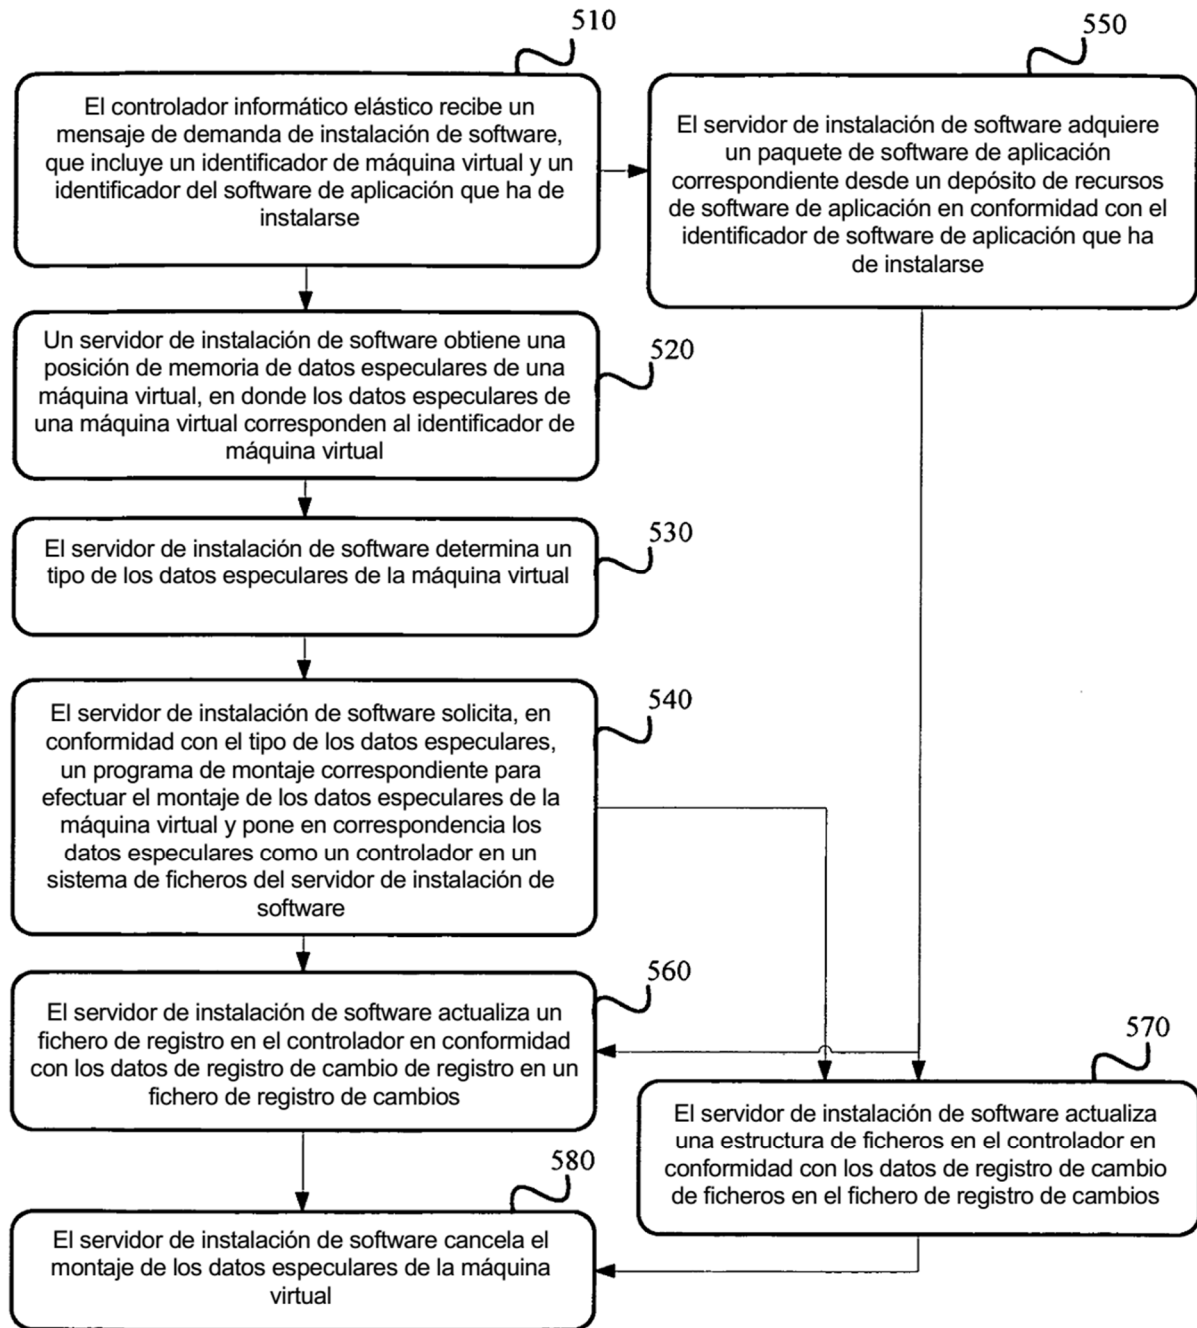 510
El controlador informático elástico recibe un
mensaje de demanda de instalación de software,
que incluye un identificador de máquina virtual y un
identificador del software de aplicación que ha de
instalarse
550
El servidor de instalación de software adquiere
un paquete de software de aplicación
correspondiente desde un depósito de recursos
de software de aplicación en conformidad con el
identificador de software de aplicación que ha
de instalarse
520
Un servidor de instalación de software obtiene una
posición de memoria de datos especulares de una
máquina virtual, en donde los datos especulares de
una máquina virtual corresponden al identificador de
máquina virtual
530
El servidor de instalación de software determina un
tipo de los datos especulares de la máquina virtual
540
El servidor de instalación de software solicita, en
conformidad con el tipo de los datos especulares,
un programa de montaje correspondiente para
efectuar el montaje de los datos especulares de la
máquina virtual y pone en correspondencia los
datos especulares como un controlador en un
sistema de ficheros del servidor de instalación de
software
560
El servidor de instalación de software actualiza un
fichero de registro en el controlador en conformidad
con los datos de registro de cambio de registro en un
fichero de registro de cambios
570
El servidor de instalación de software actualiza
una estructura de ficheros en el controlador en
conformidad con los datos de registro de cambio
de ficheros en el fichero de registro de cambios
580
El servidor de instalación de software cancela el
montaje de los datos especulares de la máquina
virtual